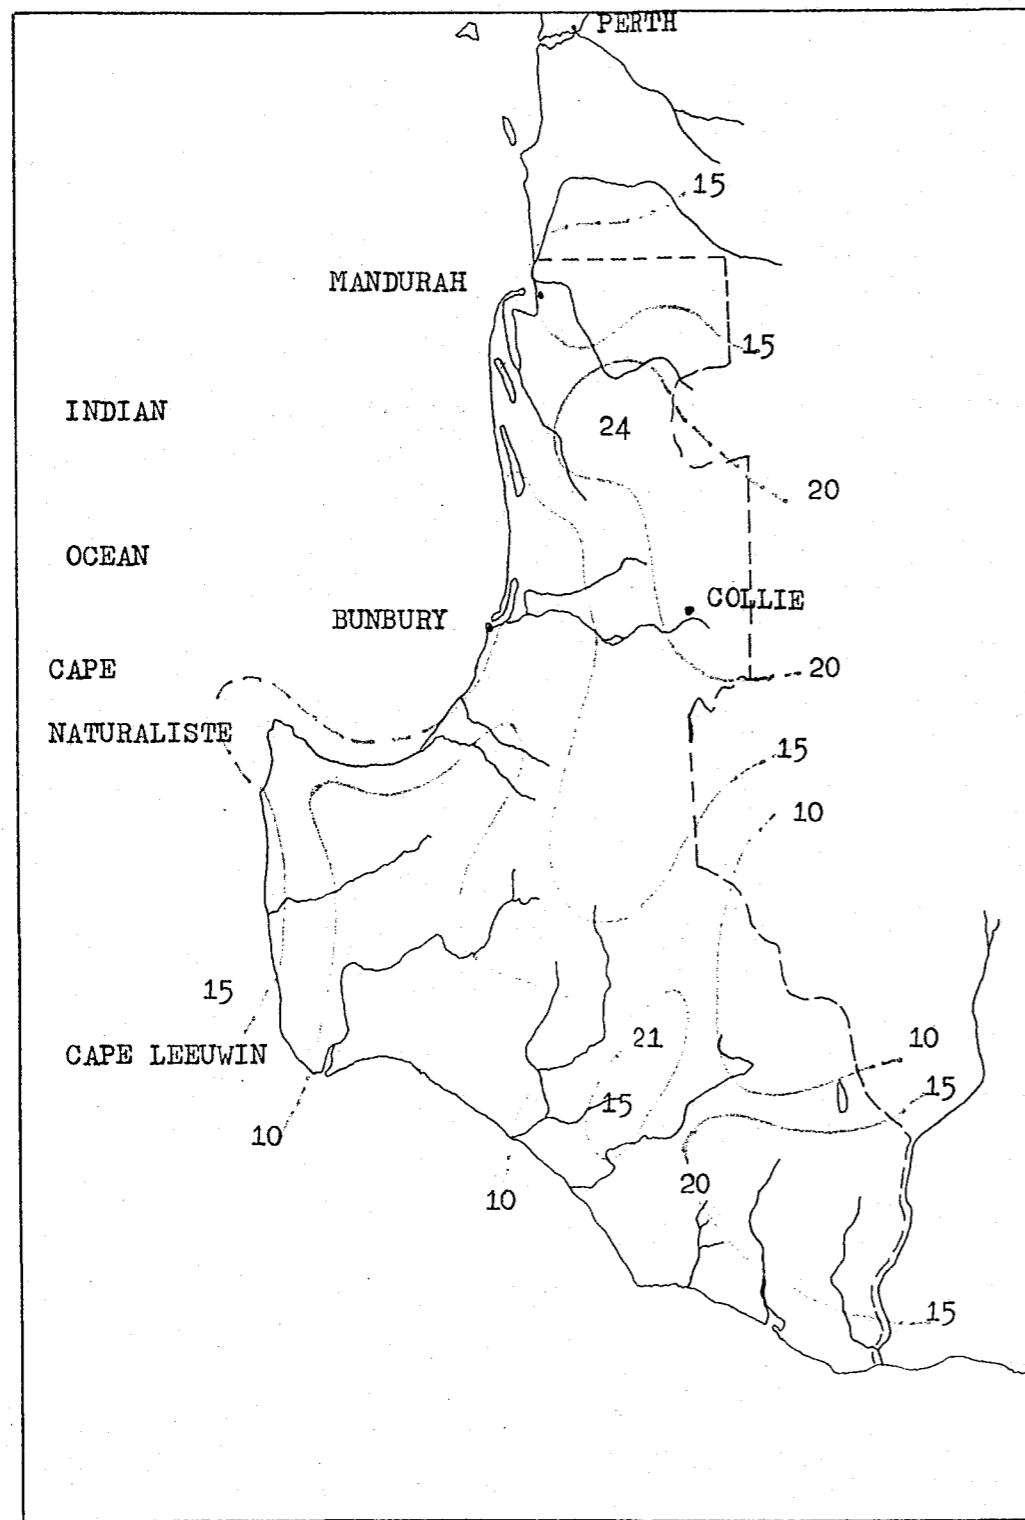 PERTH
15
MANDURAH
15
INDIAN
24
20
OCEAN
COLLIE
BUNBURY
CAPE
20
NATURALISTE
15
10
15
21
10
CAPE LEEUWIN
15
15
10
20
10
15